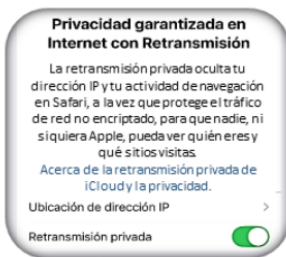 Privacidad garantizada en
Internet con Retransmisión
La retransmisión privada oculta tu
dirección IP y tu actividad de navegación
en Safari, a la vez que protege el tráfico
de red no encriptado, para que nadie, ni
siquiera Apple, pueda ver quién eres y
qué sitios visitas.
Acerca de la retransmisión privada de
iCloud y la privacidad.
Ubicación de dirección IP
Retransmisión privada